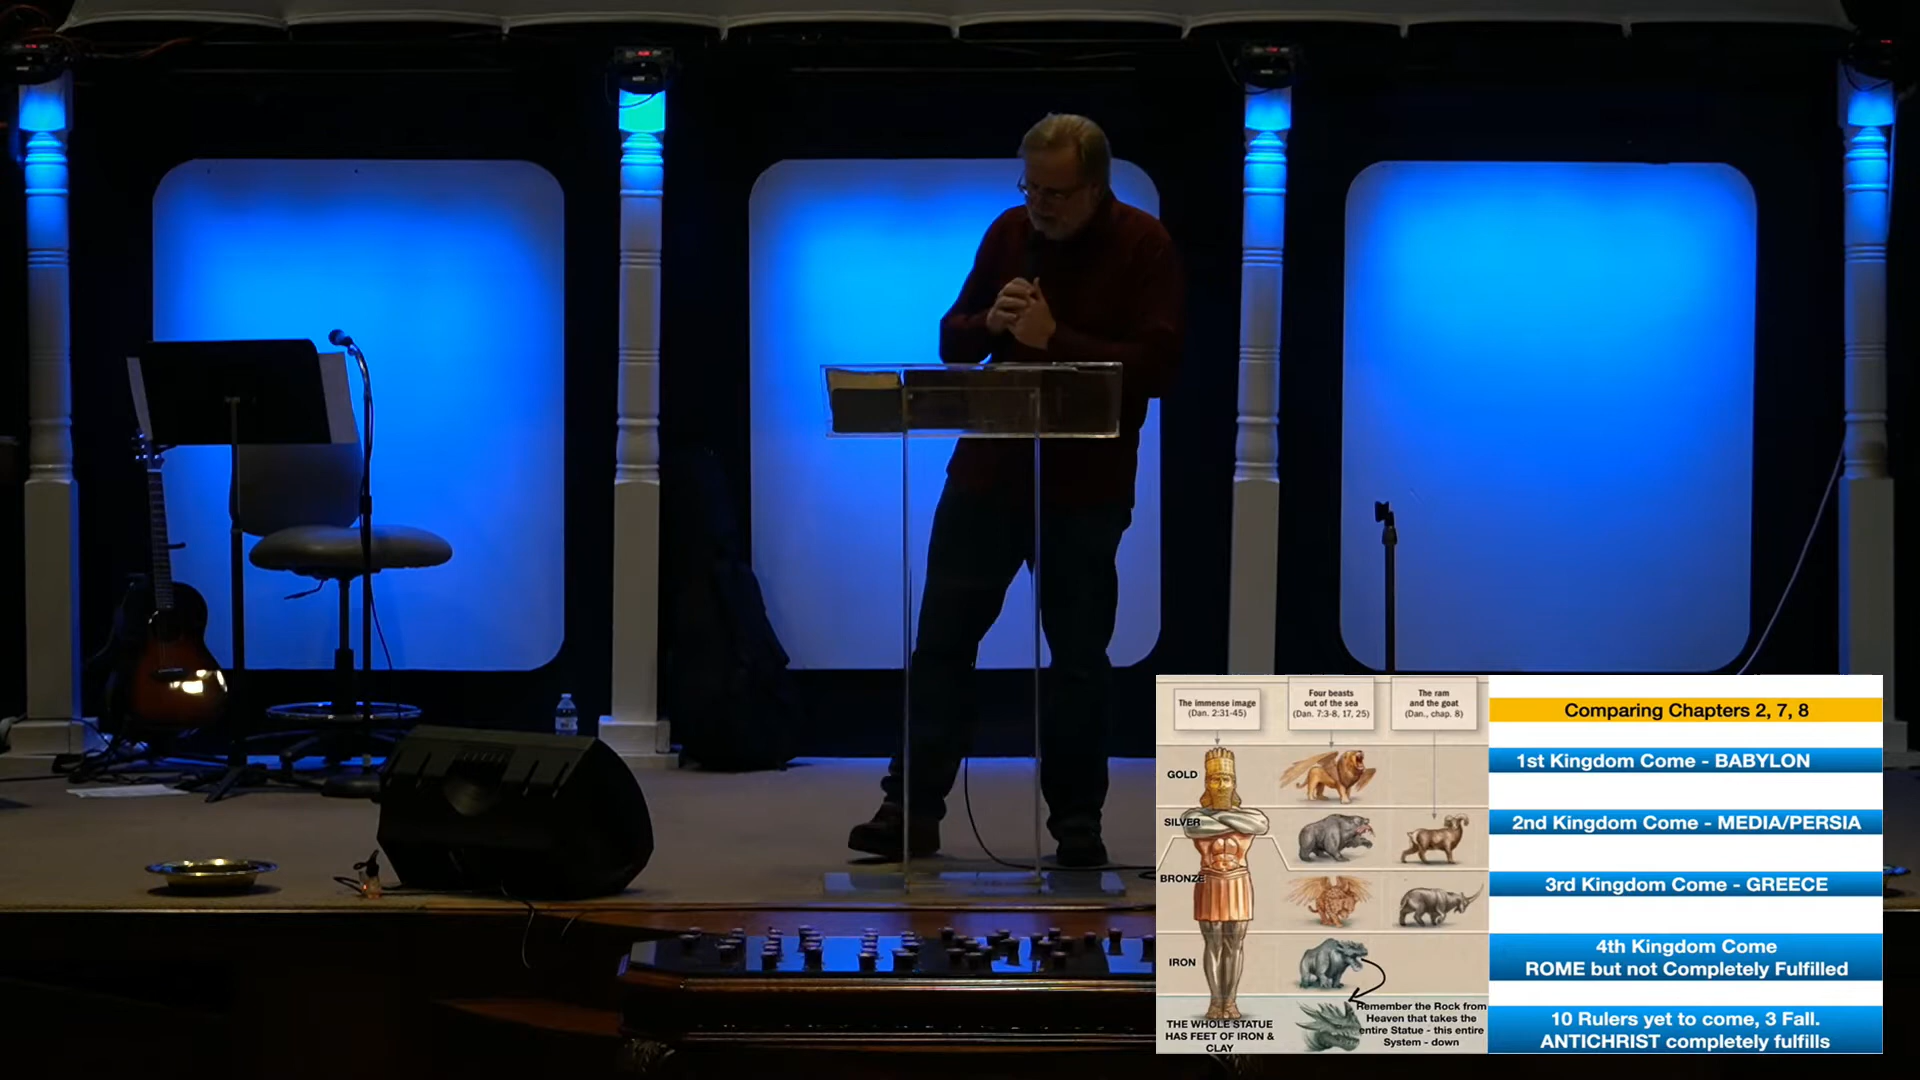 The immense image
(Dan. 2:31-45)
Four beasts
out of the sea
(Dan. 7:3-8, 17, 25)
The ram
and the goat
(Dan., chap. 8)
GOLD
SILVER
BRONZE
IRON
THE WHOLE STATUE
HAS FEET OF IRON &
CLAY
Remember the Rock from
Heaven that takes the
entire Statue - this entire
System - down
Comparing Chapters 2, 7, 8
1st Kingdom Come - BABYLON
2nd Kingdom Come - MEDIA/PERSIA
3rd Kingdom Come - GREECE
4th Kingdom Come
ROME but not Completely Fulfilled
10 Rulers yet to come, 3 Fall.
ANTICHRIST completely fulfills